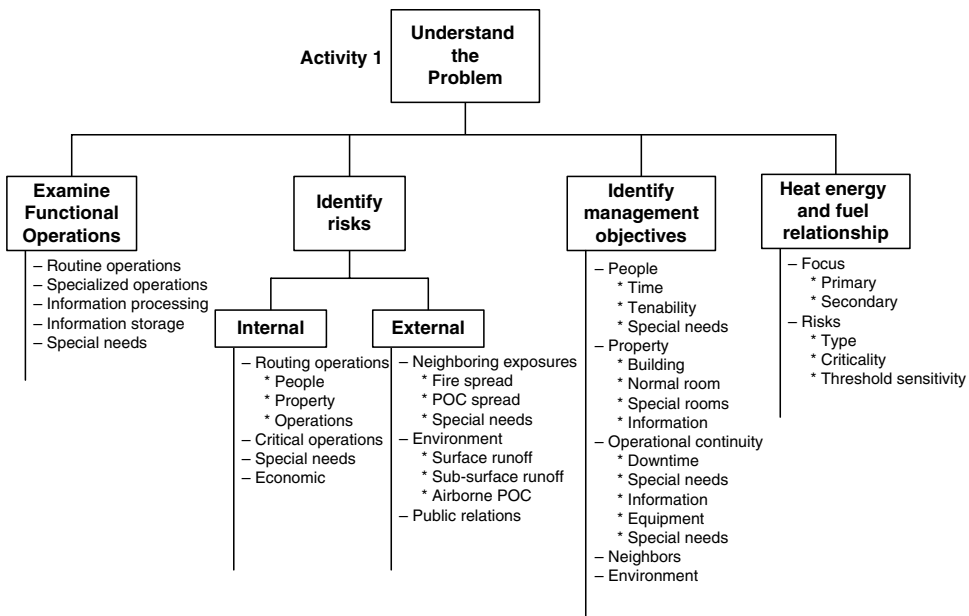 Activity 1
Understand
the
Problem
Examine
Functional
Operations
– Routine operations
– Specialized operations
– Information processing
– Information storage
– Special needs
Identify
risks
Internal
– Routing operations
* People
* Property
* Operations
– Critical operations
– Special needs
– Economic
External
– Neighboring exposures
* Fire spread
* POC spread
* Special needs
– Environment
* Surface runoff
* Sub-surface runoff
* Airborne POC
– Public relations
Identify
management
objectives
– People
* Time
* Tenability
* Special needs
– Property
* Building
* Normal room
* Special rooms
* Information
– Operational continuity
* Downtime
* Special needs
* Information
* Equipment
* Special needs
– Neighbors
– Environment
Heat energy
and fuel
relationship
– Focus
* Primary
* Secondary
– Risks
* Type
* Criticality
* Threshold sensitivity